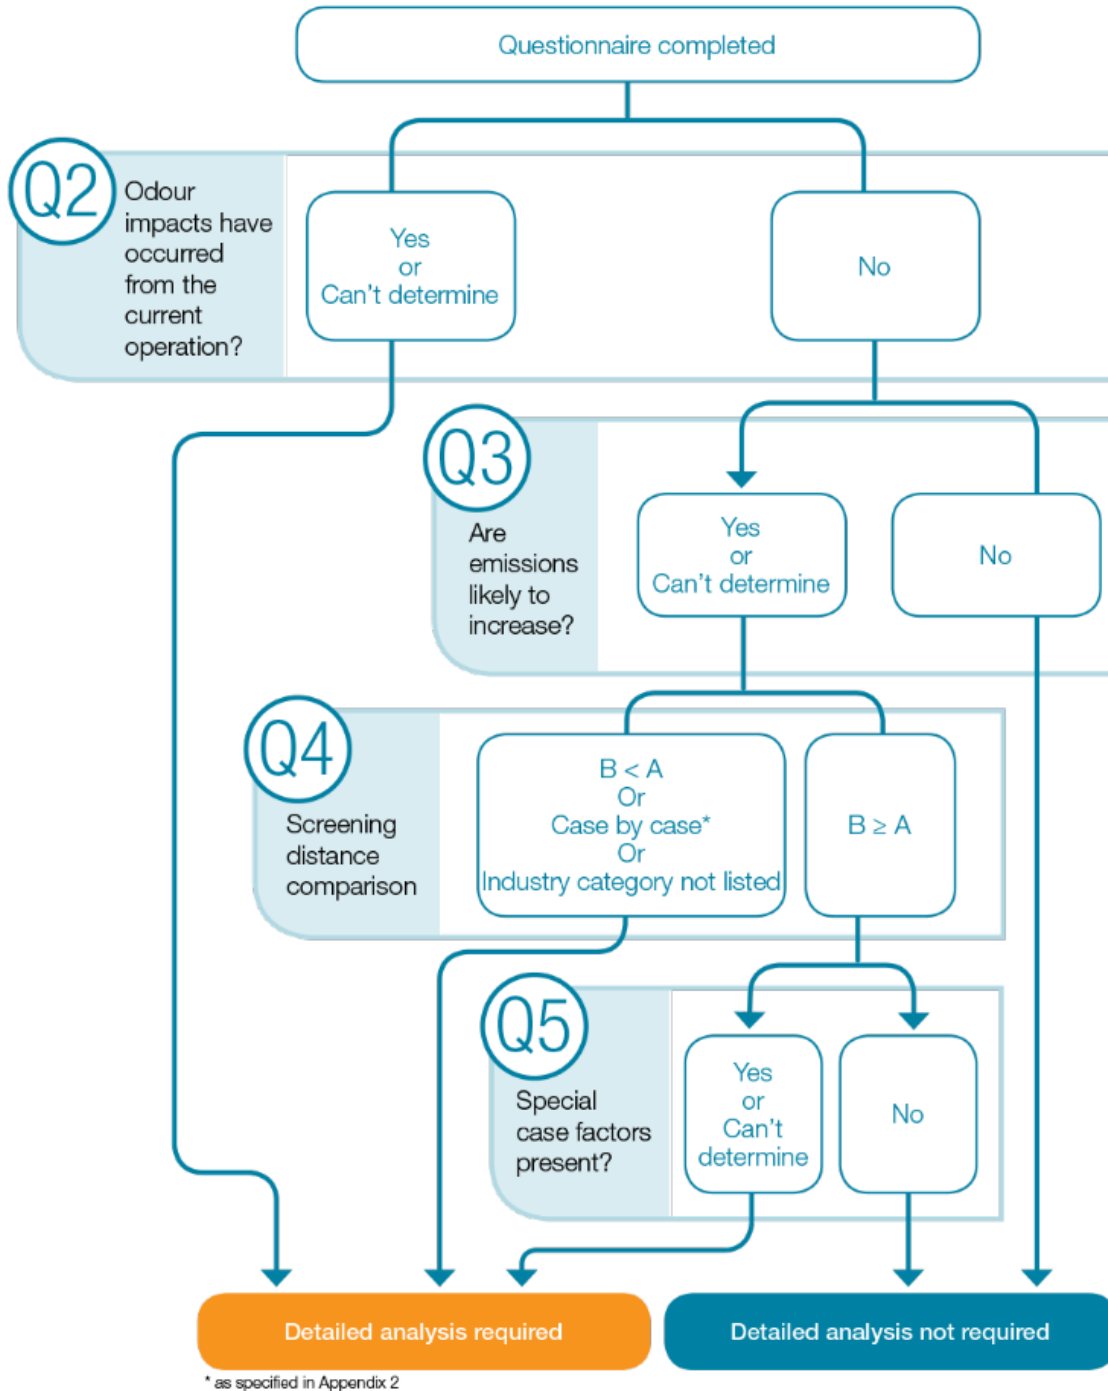 Questionnaire completed
Q2
Odour
impacts have
occurred
from the
current
operation?
Yes
or
Can't determine
No
Q3
Are
emissions
likely to
increase?
Yes
or
Can't determine
No
Q4
Screening
distance
comparison
B < A
Or
Case by case*
Or
Industry category not listed
B ≥ A
Q5
Special
case factors
present?
Yes
or
Can't
determine
No
Detailed analysis required
Detailed analysis not required
* as specified in Appendix 2